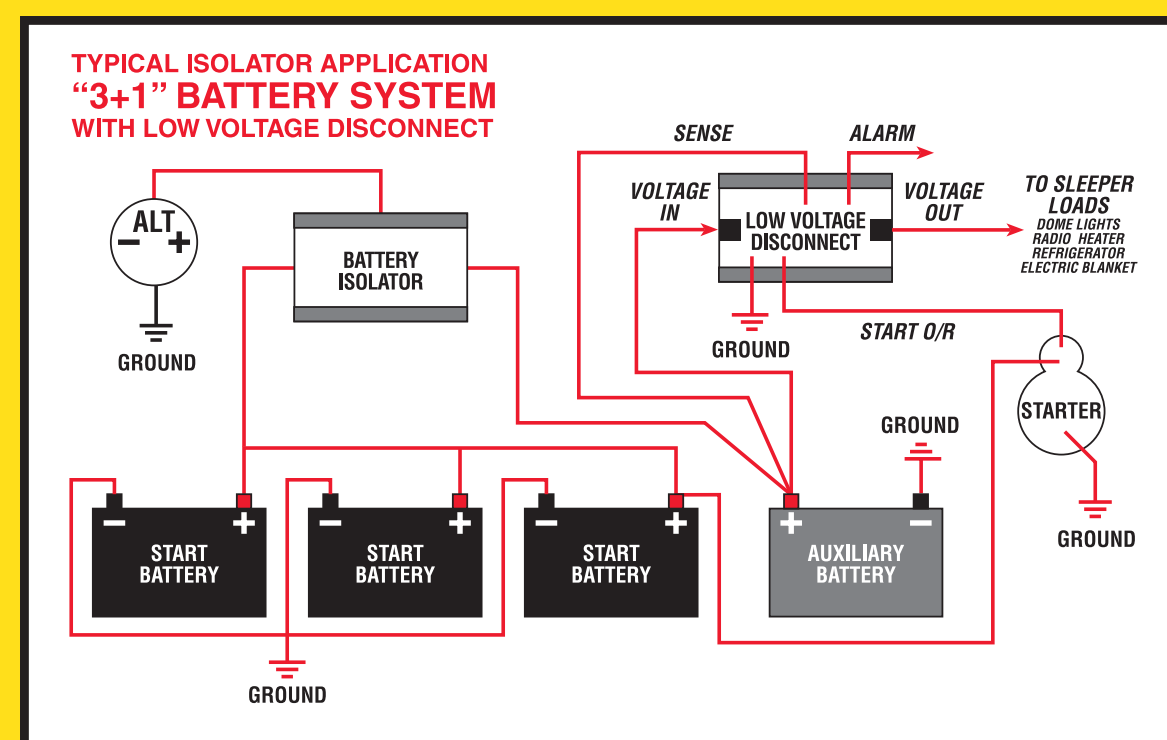 TYPICAL ISOLATOR APPLICATION
“3+1” BATTERY SYSTEM
WITH LOW VOLTAGE DISCONNECT
SENSE
ALARM
VOLTAGE
IN
LOW VOLTAGE
DISCONNECT
VOLTAGE
OUT
TO SLEEPER
LOADS
DOME LIGHTS
RADIO HEATER
REFRIGERATOR
ELECTRIC BLANKET
ALT
– +
BATTERY
ISOLATOR
GROUND
GROUND
START O/R
STARTER
GROUND
GROUND
– +
START
BATTERY
– +
START
BATTERY
– +
START
BATTERY
+ –
AUXILIARY
BATTERY
GROUND